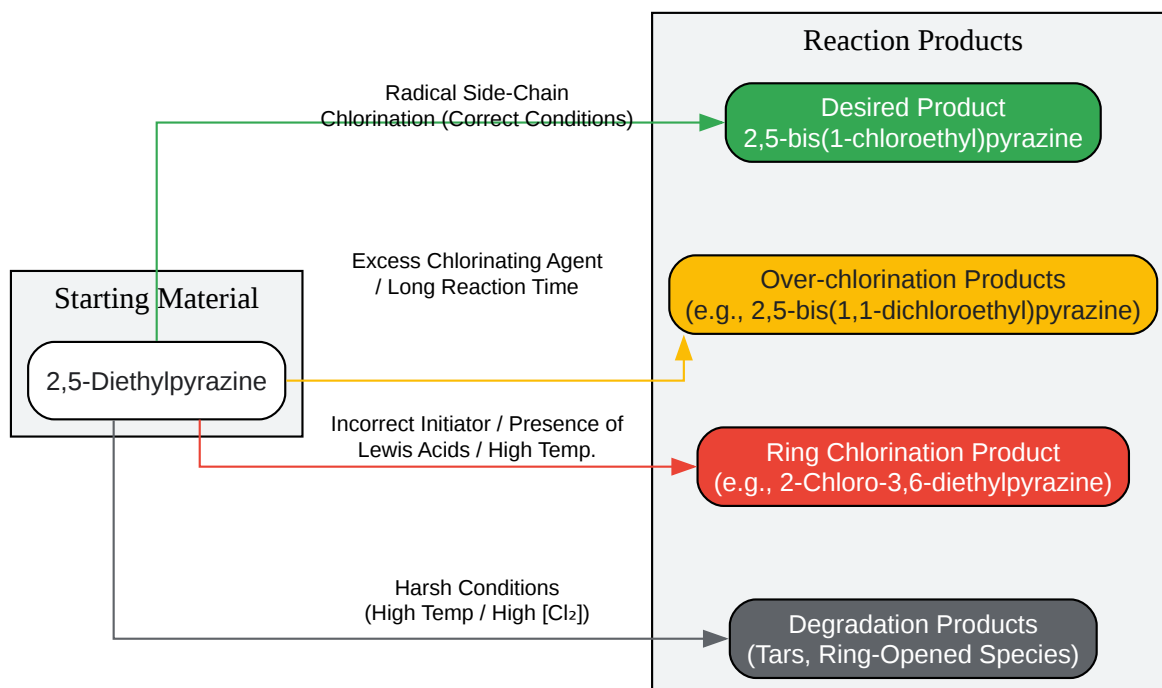 Reaction Products
Radical Side-Chain
Chlorination (Correct Conditions)
Desired Product
2,5-bis(1-chloroethyl)pyrazine
Excess Chlorinating Agent
/ Long Reaction Time
Over-chlorination Products
(e.g., 2,5-bis(1,1-dichloroethyl)pyrazine)
Starting Material
2,5-Diethylpyrazine
Incorrect Initiator / Presence of
Lewis Acids / High Temp.
Ring Chlorination Product
(e.g., 2-Chloro-3,6-diethylpyrazine)
Harsh Conditions
(High Temp / High [Cl₂])
Degradation Products
(Tars, Ring-Opened Species)